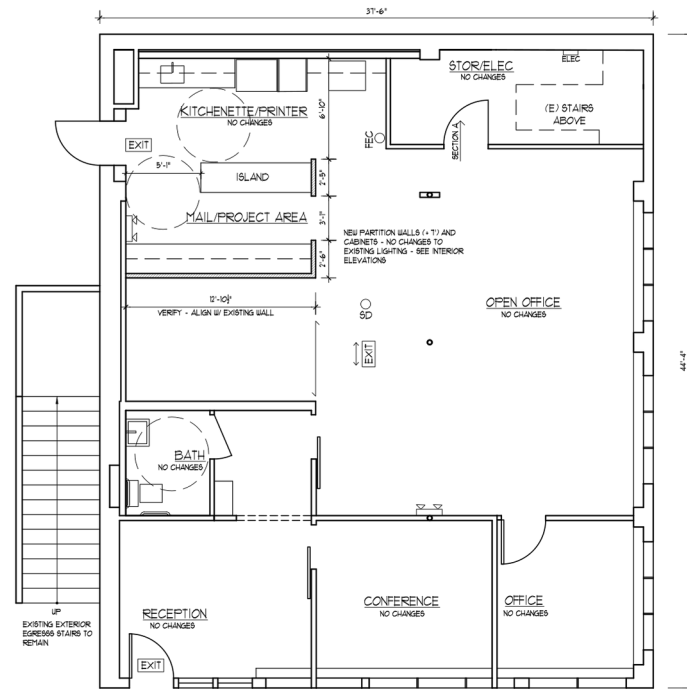 37'-6"
STOR/ELEC
NO CHANGES
ELEC
(E) STAIRS
ABOVE
KITCHENETTE/PRINTER
NO CHANGES
6'-10"
FEC
SECTION A
EXIT
5'-1"
ISLAND
2'-5"
MAIL/PROJECT AREA
3'-1"
NEW PARTITION WALLS (+ 7') AND
CABINETS - NO CHANGES TO
EXISTING LIGHTING - SEE INTERIOR
ELEVATIONS
2'-6"
12'-10½"
VERIFY - ALIGN W/ EXISTING WALL
SD
OPEN OFFICE
NO CHANGES
EXIT
44'-4"
BATH
NO CHANGES
UP
EXISTING EXTERIOR
EGRESSS STAIRS TO
REMAIN
RECEPTION
NO CHANGES
CONFERENCE
NO CHANGES
OFFICE
NO CHANGES
EXIT